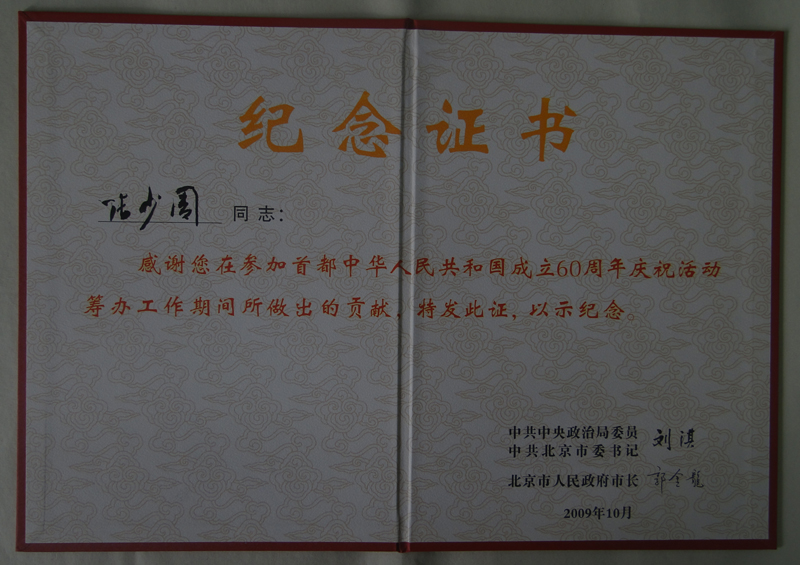 纪念证书
张少周 同志：
感谢您在参加首都中华人民共和国成立60周年庆祝活动
筹办工作期间所做出的贡献，特发此证，以示纪念。
中共中央政治局委员
中共北京市委书记 刘淇
北京市人民政府市长 郭金龙
2009年10月